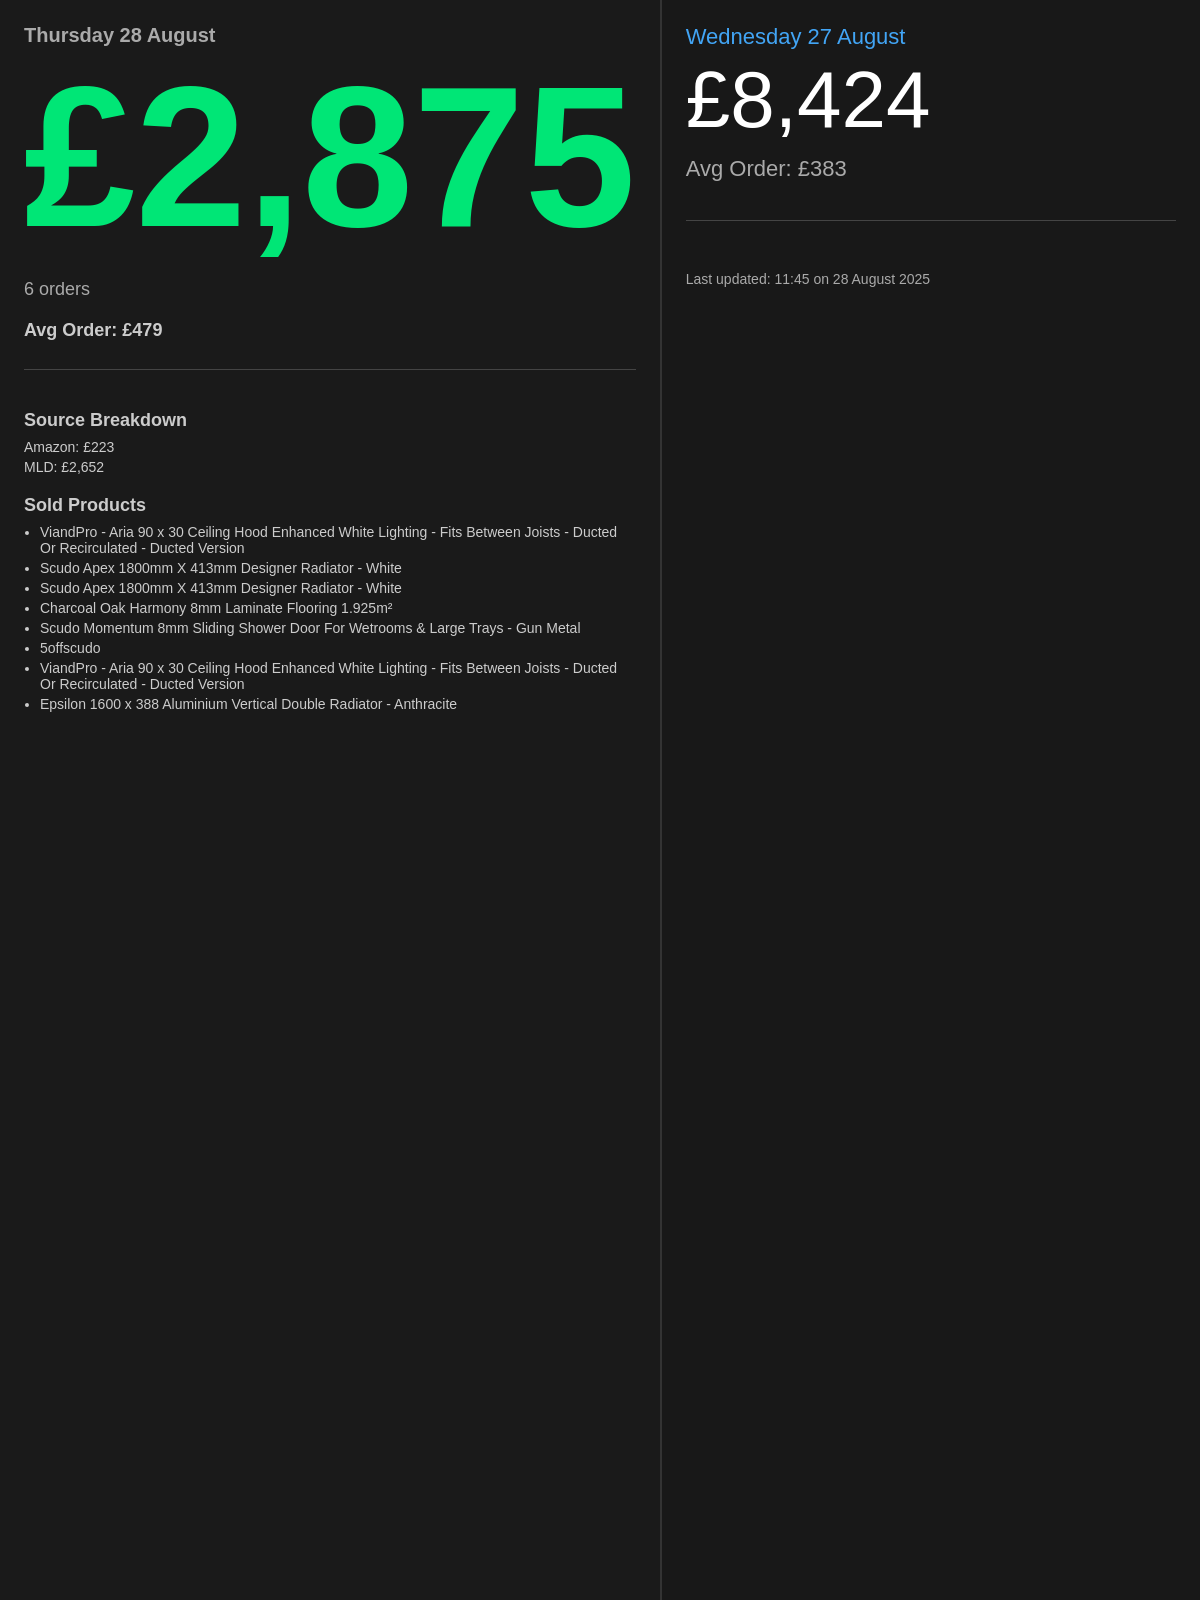 Thursday 28 August
£2,875
6 orders
Avg Order: £479
Source Breakdown
Amazon: £223
MLD: £2,652
Sold Products
• ViandPro - Aria 90 x 30 Ceiling Hood Enhanced White Lighting - Fits Between Joists - Ducted
Or Recirculated - Ducted Version
• Scudo Apex 1800mm X 413mm Designer Radiator - White
• Scudo Apex 1800mm X 413mm Designer Radiator - White
• Charcoal Oak Harmony 8mm Laminate Flooring 1.925m²
• Scudo Momentum 8mm Sliding Shower Door For Wetrooms & Large Trays - Gun Metal
• 5offscudo
• ViandPro - Aria 90 x 30 Ceiling Hood Enhanced White Lighting - Fits Between Joists - Ducted
Or Recirculated - Ducted Version
• Epsilon 1600 x 388 Aluminium Vertical Double Radiator - Anthracite
Wednesday 27 August
£8,424
Avg Order: £383
Last updated: 11:45 on 28 August 2025